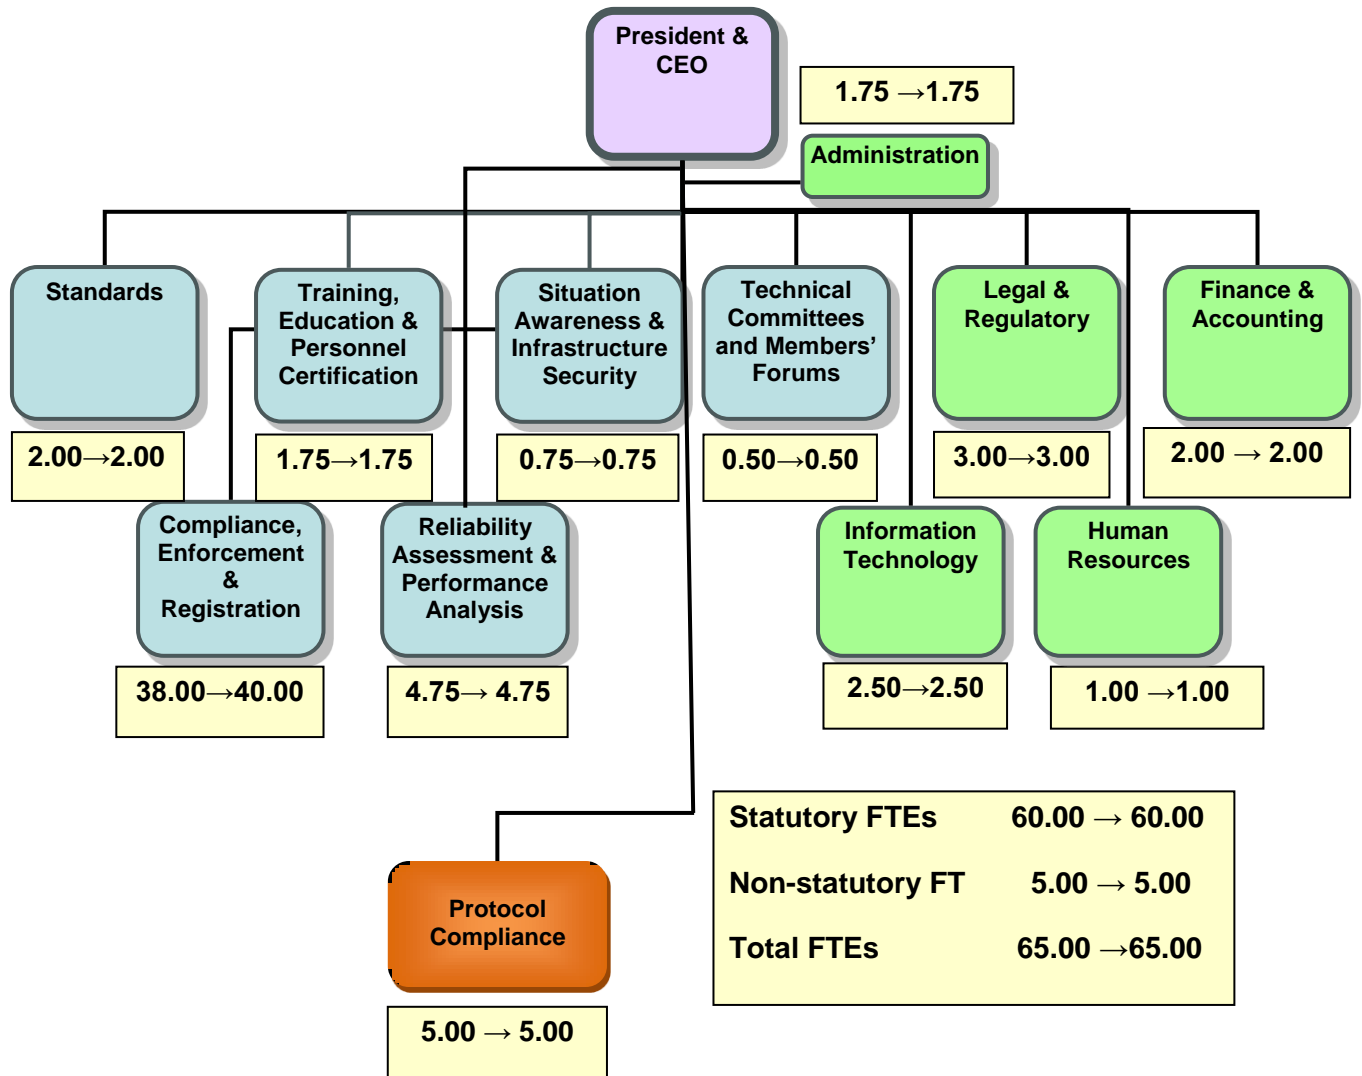 President &
CEO
1.75 →1.75
Administration
Standards
Training,
Education &
Personnel
Certification
Situation
Awareness &
Infrastructure
Security
Technical
Committees
and Members’
Forums
Legal &
Regulatory
Finance &
Accounting
2.00→2.00
1.75→1.75
0.75→0.75
0.50→0.50
3.00→3.00
2.00 → 2.00
Compliance,
Enforcement
&
Registration
Reliability
Assessment &
Performance
Analysis
Information
Technology
Human
Resources
38.00→40.00
4.75→ 4.75
2.50→2.50
1.00 →1.00
Statutory FTEs 60.00 → 60.00
Non-statutory FT 5.00 → 5.00
Total FTEs 65.00 →65.00
Protocol
Compliance
5.00 → 5.00